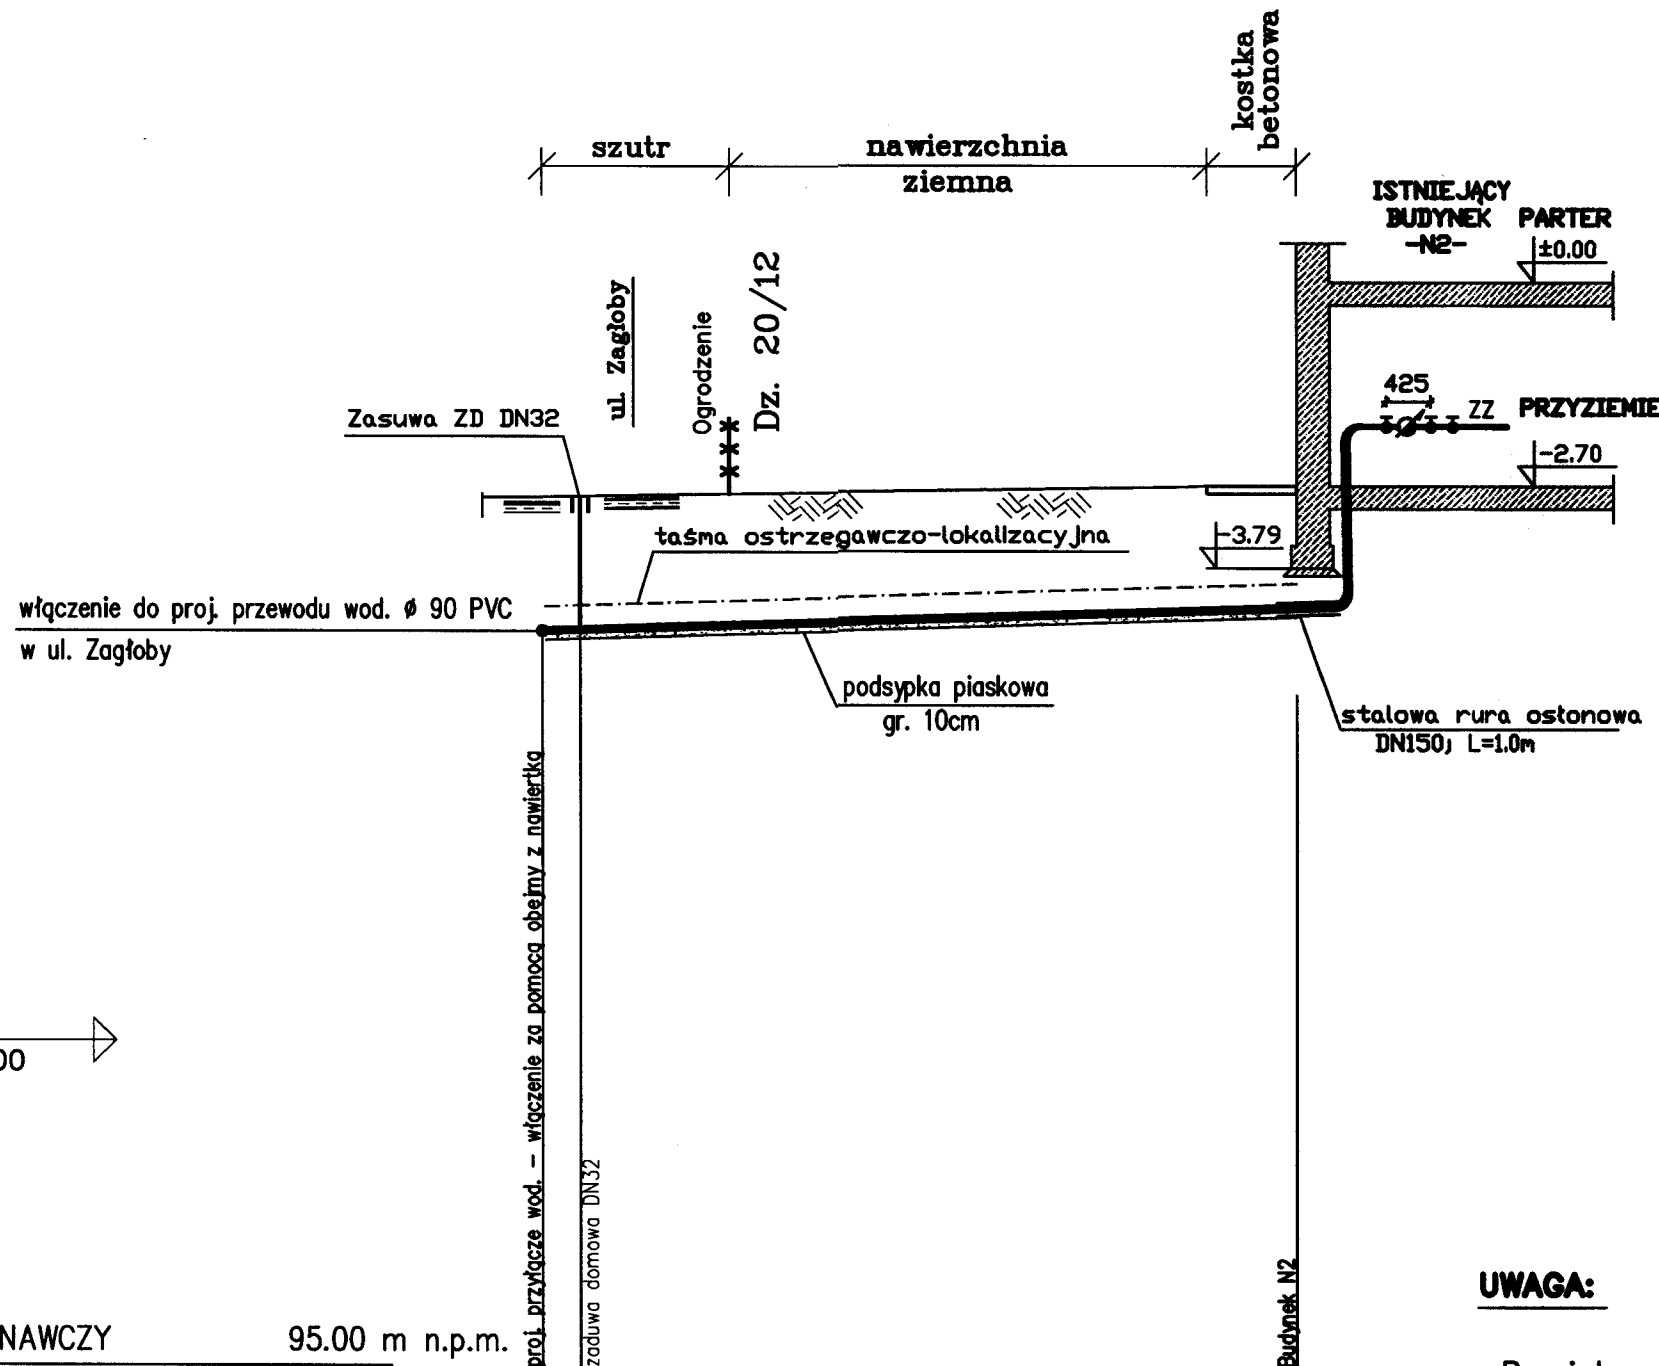 kostka
betonowa
szutr
nawierzchnia
ziemna
ISTNIEJĄCY
BUDYNEK
-N2-
PARTER
±0.00
ul. Zagłoby
Ogrodzenie
Dz. 20/12
Zasuwa ZD DN32
425
ZZ
PRZYZIEMIE
-2.70
taśma ostrzegawczo-lokalizacyjna
-3.79
włączenie do proj. przewodu wod. ø 90 PVC
w ul. Zagłoby
podsypka piaskowa
gr. 10cm
stalowa rura osłonowa
DN150; L=1.0m
proj. przyłącze wod. - włączenie za pomocą obejmy z nawiertką
zaduwa domowa DN32
Budynek N2
00
UWAGA:
NAWCZY 95.00 m n.p.m.